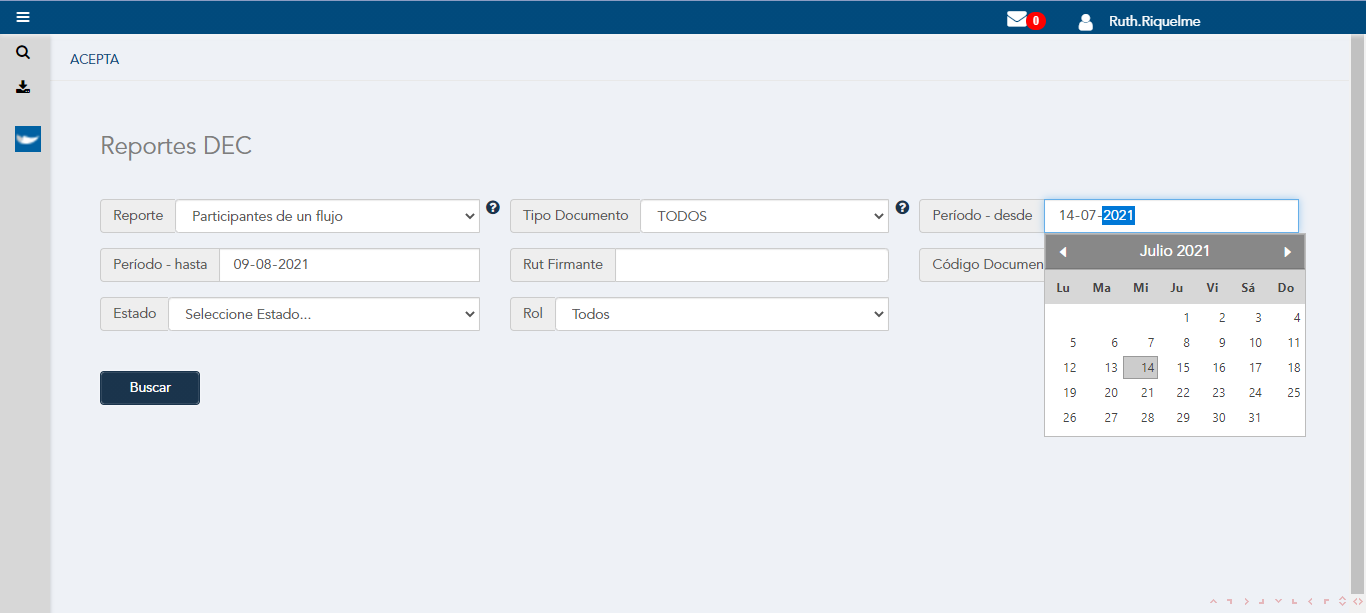 0 Ruth.Riquelme
ACEPTA
Reportes DEC
Reporte Participantes de un flujo ? Tipo Documento TODOS ? Período - desde 14-07-2021
Período - hasta 09-08-2021 Rut Firmante Código Documen
Estado Seleccione Estado... Rol Todos
Buscar
Julio 2021
Lu Ma Mi Ju Vi Sá Do
1 2 3 4
5 6 7 8 9 10 11
12 13 14 15 16 17 18
19 20 21 22 23 24 25
26 27 28 29 30 31